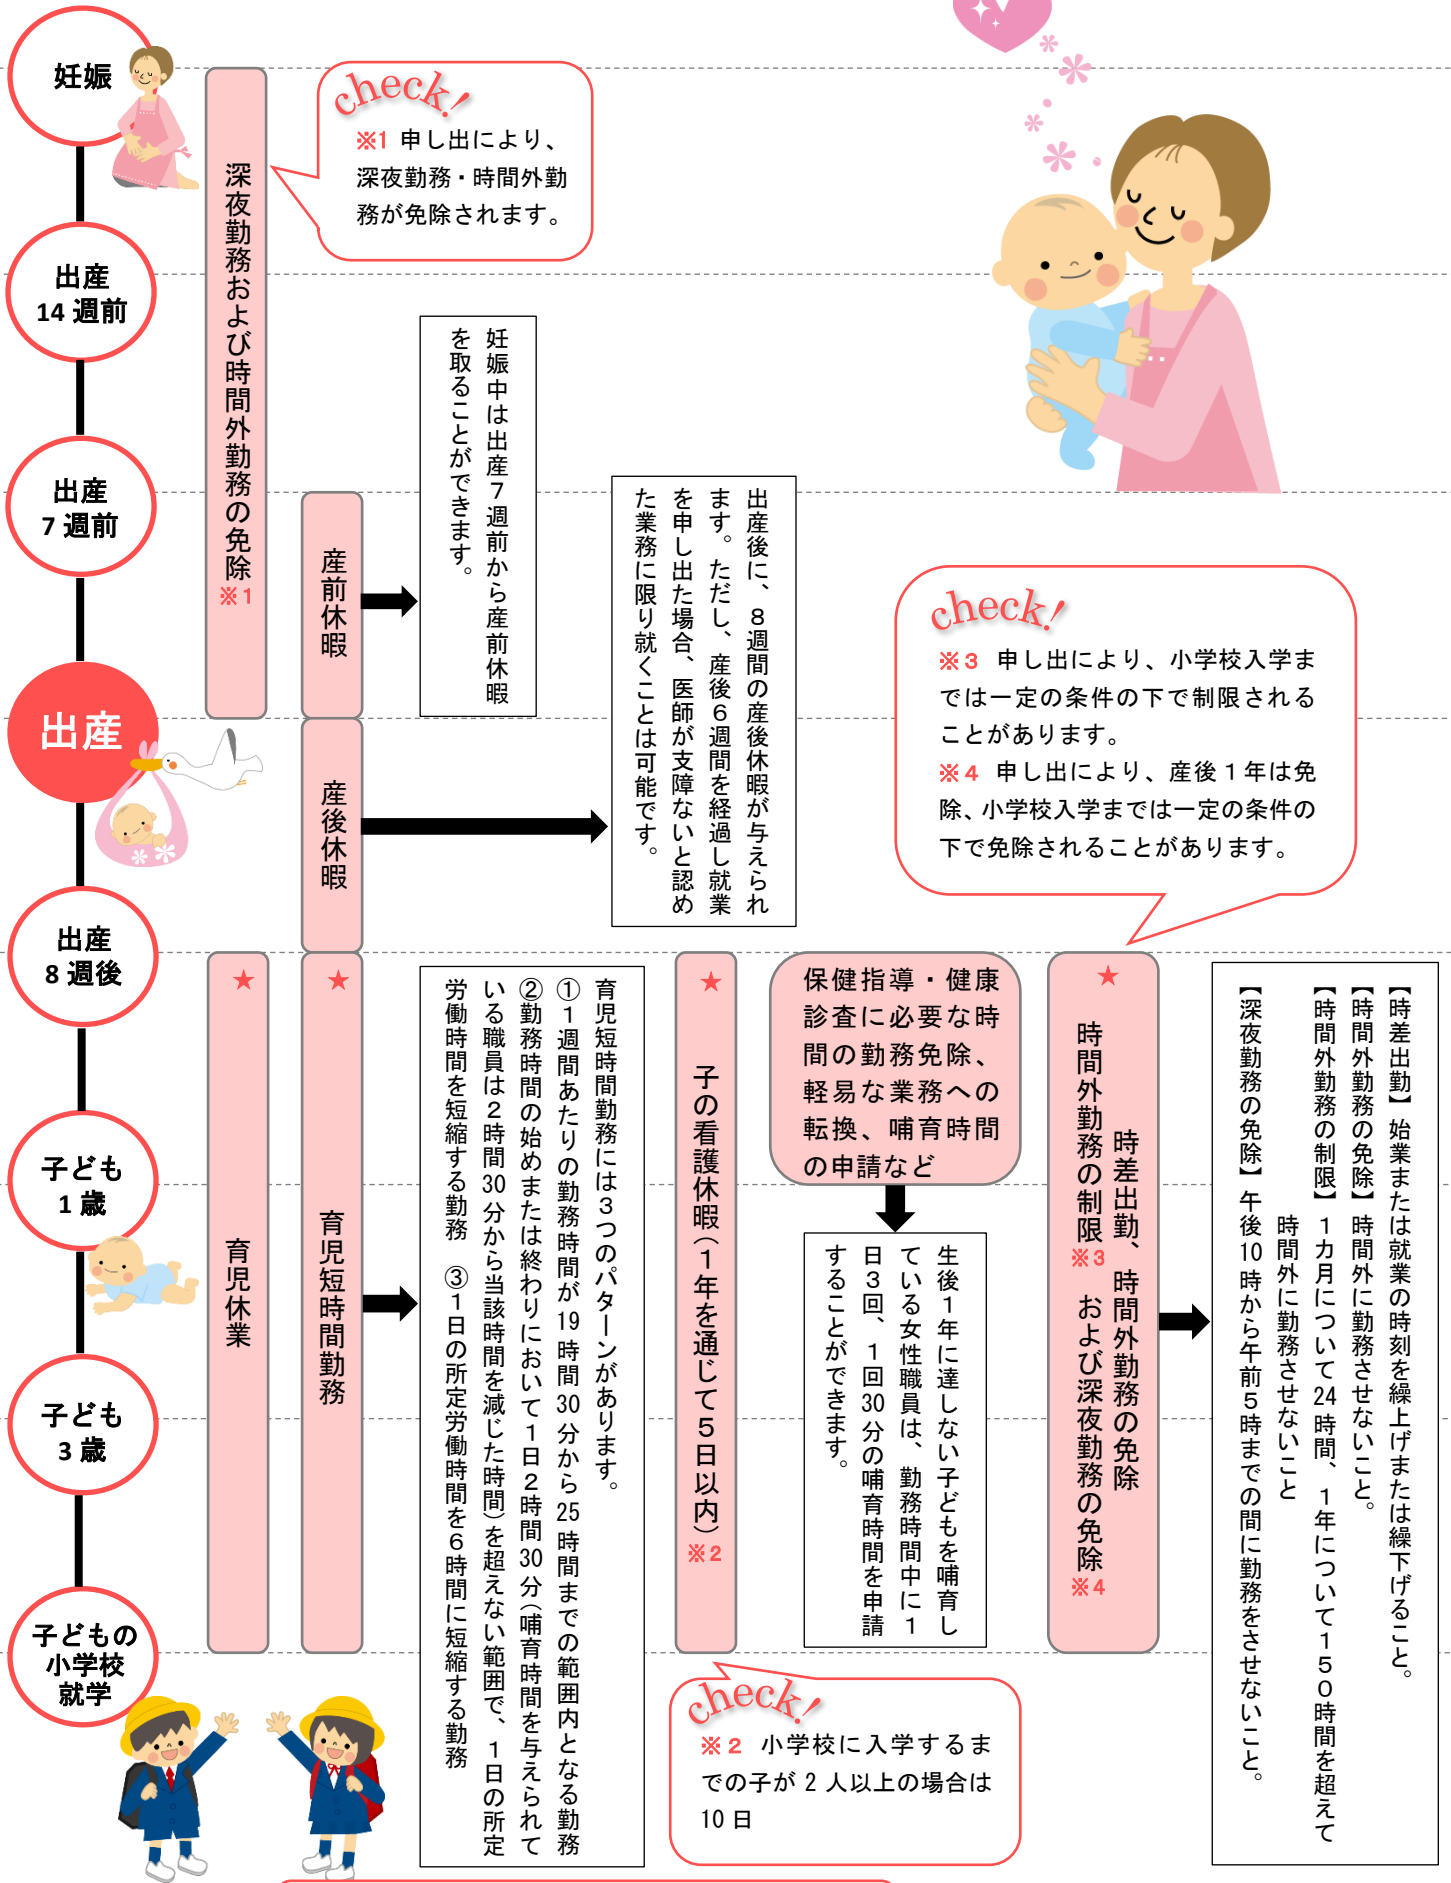 妊娠
出産
14 週前
出産
7 週前
出産
出産
8 週後
子ども
1 歳
子ども
3 歳
子どもの
小学校
就学
深夜勤務および時間外勤務の免除※1
check!
※1 申し出により、
深夜勤務・時間外勤
務が免除されます。
産前休暇
妊娠中は出産7週前から産前休暇
を取ることができます。
産後休暇
出産後に、8週間の産後休暇が与えられ
ます。ただし、産後6週間を経過し就業
を申し出た場合、医師が支障ないと認め
た業務に限り就くことは可能です。
check!
※3 申し出により、小学校入学ま
では一定の条件の下で制限される
ことがあります。
※4 申し出により、産後1年は免
除、小学校入学までは一定の条件の
下で免除されることがあります。
★ 育児休業
★ 育児短時間勤務
育児短時間勤務には3つのパターンがあります。
①1週間あたりの勤務時間が19時間30分から25時間までの範囲内となる勤務
②勤務時間の始めまたは終わりにおいて1日2時間30分(哺育時間を与えられて
いる職員は2時間30分から当該時間を減じた時間)を超えない範囲で、1日の所定
労働時間を短縮する勤務 ③1日の所定労働時間を6時間に短縮する勤務
★ 子の看護休暇(1年を通じて5日以内)※2
check!
※2 小学校に入学するま
での子が2人以上の場合は
10日
保健指導・健康
診査に必要な時
間の勤務免除、
軽易な業務への
転換、哺育時間
の申請など
生後1年に達しない子どもを哺育し
ている女性職員は、勤務時間中に1
日3回、1回30分の哺育時間を申請
することができます。
★ 時差出勤、時間外勤務の免除
時間外勤務の制限※3 および深夜勤務の免除※4
【時差出勤】始業または就業の時刻を繰上げまたは繰下げること。
【時間外勤務の免除】時間外に勤務させないこと。
【時間外勤務の制限】1カ月について24時間、1年について150時間を超えて
時間外に勤務させないこと
【深夜勤務の免除】午後10時から午前5時までの間に勤務をさせないこと。